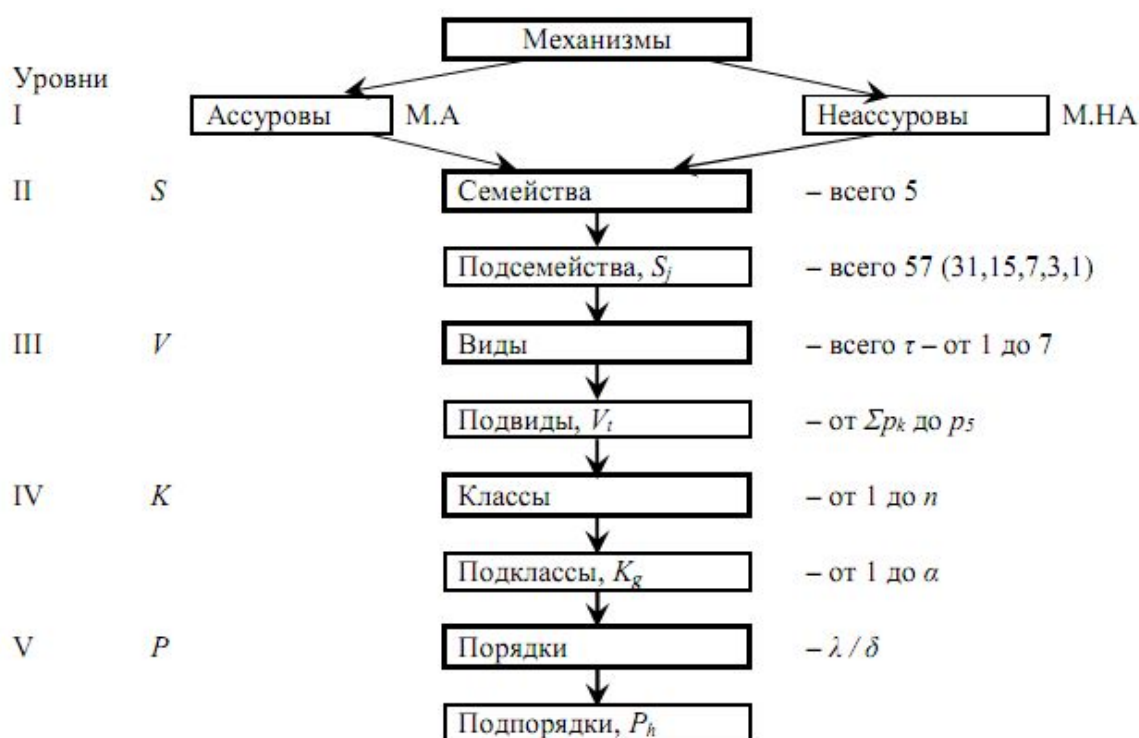 Механизмы
Уровни
I Ассуровы М.А Неассуровы М.НА
II S Семейства – всего 5
Подсемейства, Sj – всего 57 (31,15,7,3,1)
III V Виды – всего τ – от 1 до 7
Подвиды, Vt – от Σpk до p5
IV K Классы – от 1 до n
Подклассы, Kg – от 1 до α
V P Порядки – λ / δ
Подпорядки, Ph